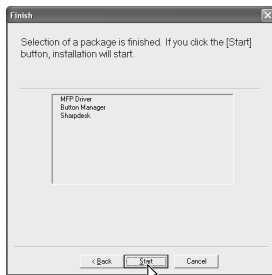 Finish
Selection of a package is finished. If you click the [Start]
button, installation will start.
MFP Driver
Button Manager
Sharpdesk
< Back
Start
Cancel